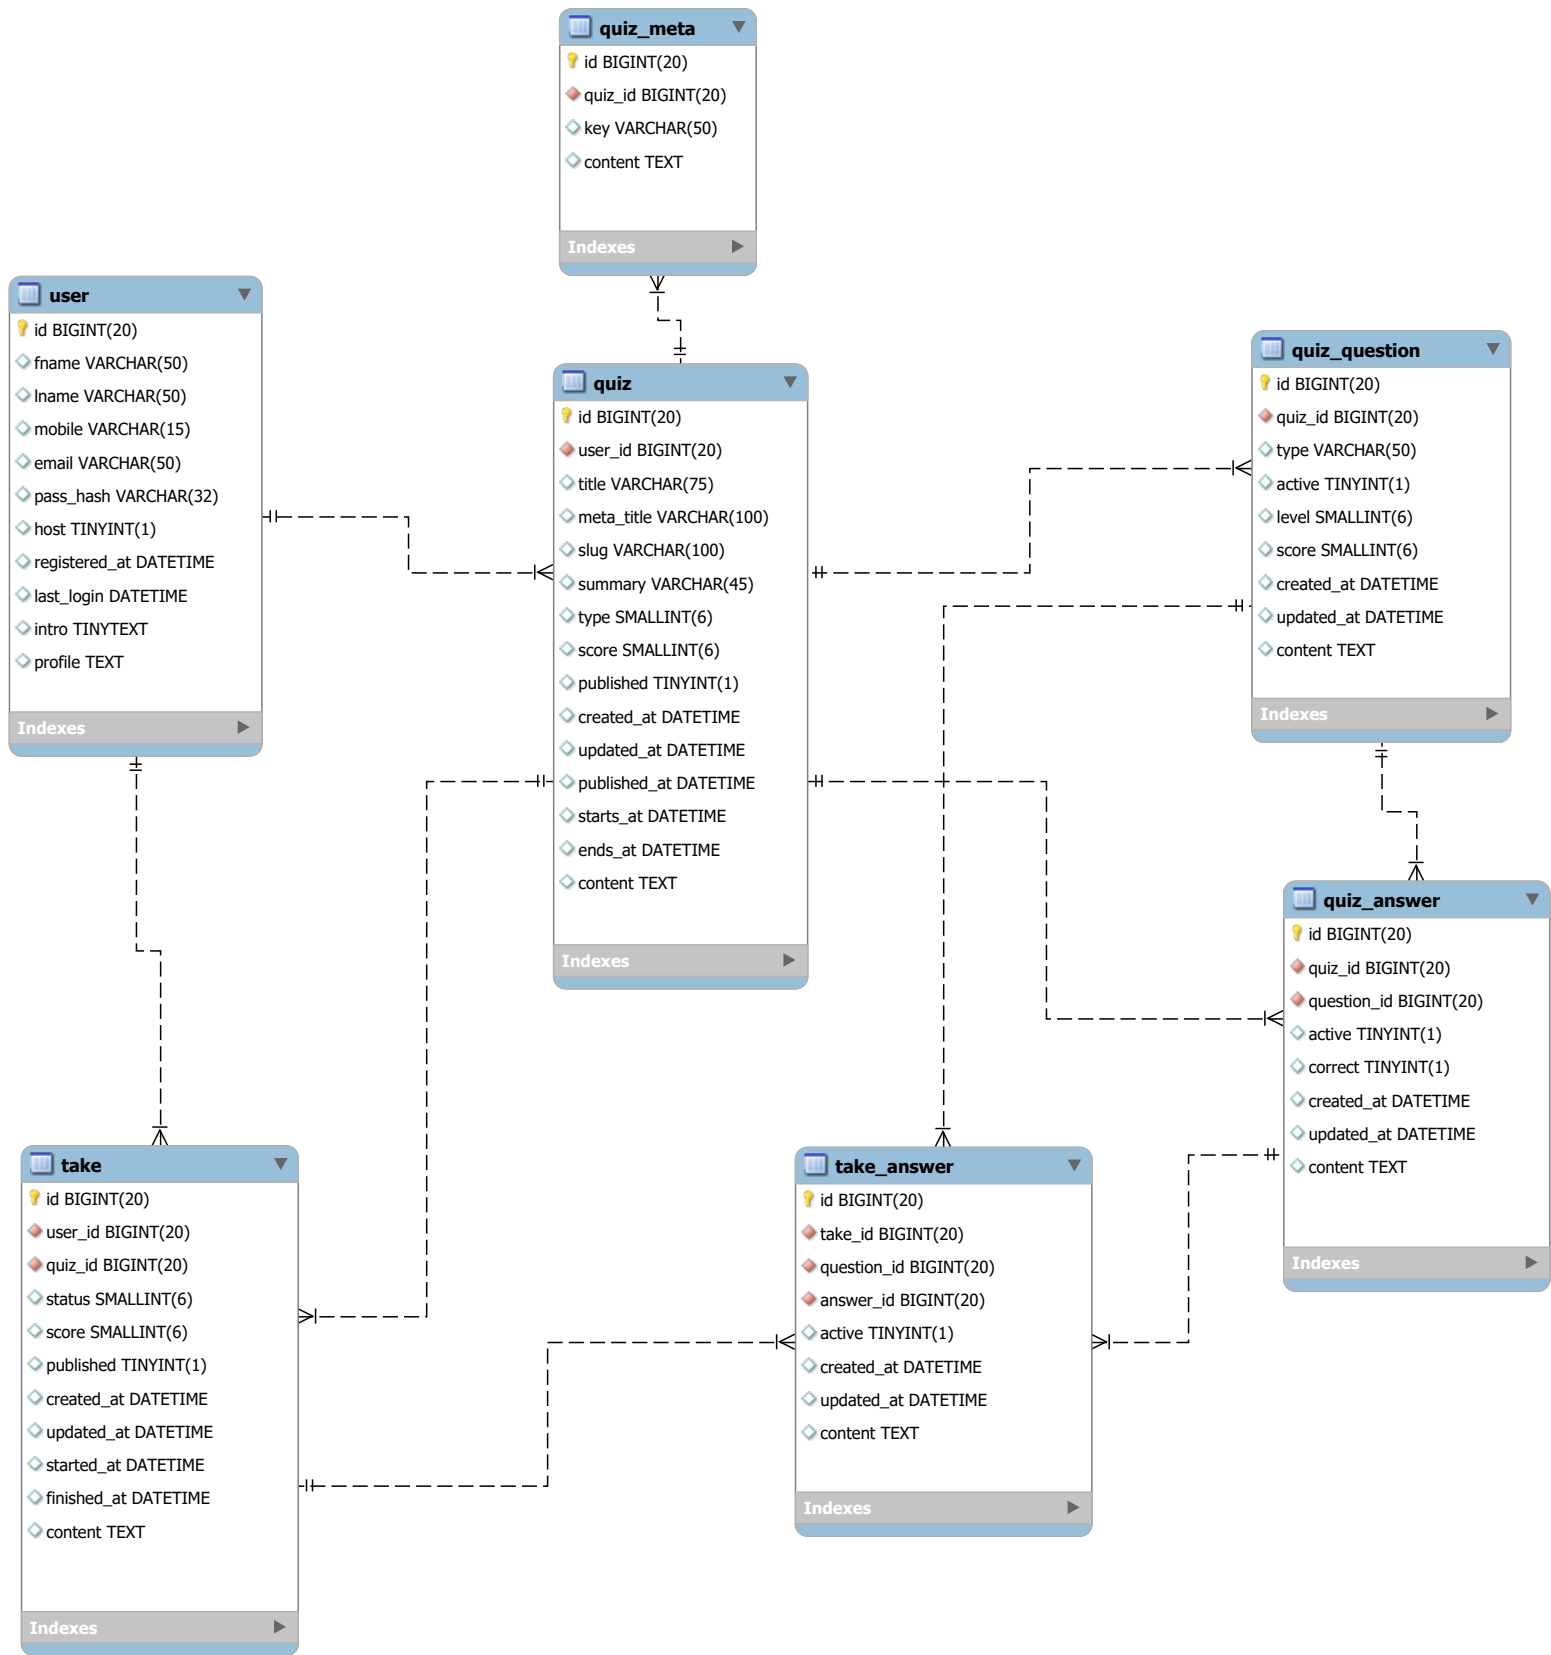 quiz_meta
id BIGINT(20)
quiz_id BIGINT(20)
key VARCHAR(50)
content TEXT
Indexes
user
id BIGINT(20)
fname VARCHAR(50)
lname VARCHAR(50)
mobile VARCHAR(15)
email VARCHAR(50)
pass_hash VARCHAR(32)
host TINYINT(1)
registered_at DATETIME
last_login DATETIME
intro TINYTEXT
profile TEXT
Indexes
quiz
id BIGINT(20)
user_id BIGINT(20)
title VARCHAR(75)
meta_title VARCHAR(100)
slug VARCHAR(100)
summary VARCHAR(45)
type SMALLINT(6)
score SMALLINT(6)
published TINYINT(1)
created_at DATETIME
updated_at DATETIME
published_at DATETIME
starts_at DATETIME
ends_at DATETIME
content TEXT
Indexes
quiz_question
id BIGINT(20)
quiz_id BIGINT(20)
type VARCHAR(50)
active TINYINT(1)
level SMALLINT(6)
score SMALLINT(6)
created_at DATETIME
updated_at DATETIME
content TEXT
Indexes
quiz_answer
id BIGINT(20)
quiz_id BIGINT(20)
question_id BIGINT(20)
active TINYINT(1)
correct TINYINT(1)
created_at DATETIME
updated_at DATETIME
content TEXT
Indexes
take
id BIGINT(20)
user_id BIGINT(20)
quiz_id BIGINT(20)
status SMALLINT(6)
score SMALLINT(6)
published TINYINT(1)
created_at DATETIME
updated_at DATETIME
started_at DATETIME
finished_at DATETIME
content TEXT
Indexes
take_answer
id BIGINT(20)
take_id BIGINT(20)
question_id BIGINT(20)
answer_id BIGINT(20)
active TINYINT(1)
created_at DATETIME
updated_at DATETIME
content TEXT
Indexes